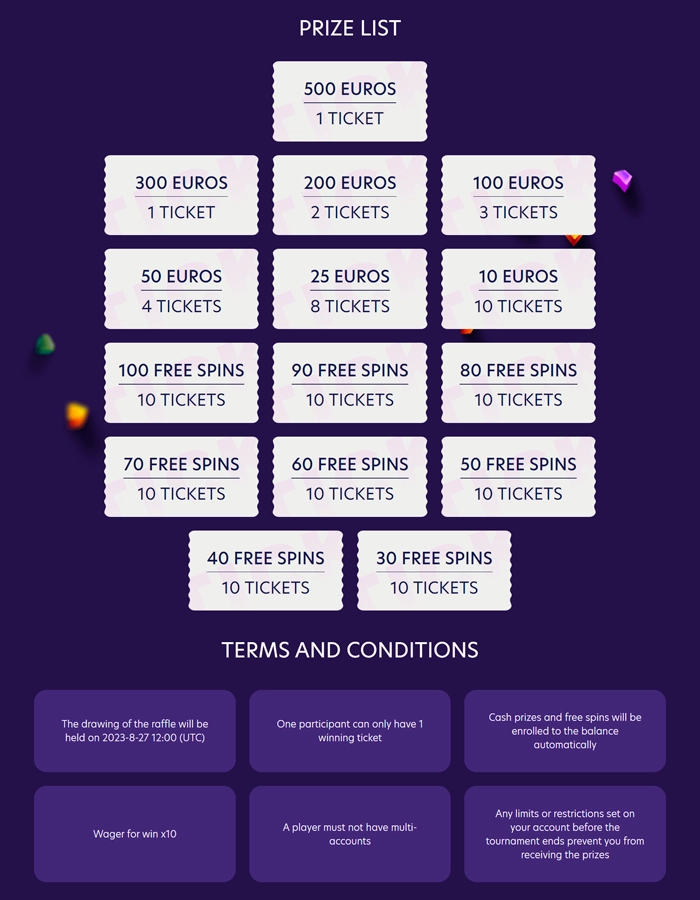 PRIZE LIST
500 EUROS
1 TICKET
300 EUROS
1 TICKET
200 EUROS
2 TICKETS
100 EUROS
3 TICKETS
50 EUROS
4 TICKETS
25 EUROS
8 TICKETS
10 EUROS
10 TICKETS
100 FREE SPINS
10 TICKETS
90 FREE SPINS
10 TICKETS
80 FREE SPINS
10 TICKETS
70 FREE SPINS
10 TICKETS
60 FREE SPINS
10 TICKETS
50 FREE SPINS
10 TICKETS
40 FREE SPINS
10 TICKETS
30 FREE SPINS
10 TICKETS
TERMS AND CONDITIONS
The drawing of the raffle will be
held on 2023-8-27 12:00 (UTC)
One participant can only have 1
winning ticket
Cash prizes and free spins will be
enrolled to the balance
automatically
Wager for win x10
A player must not have multi-
accounts
Any limits or restrictions set on
your account before the
tournament ends prevent you from
receiving the prizes